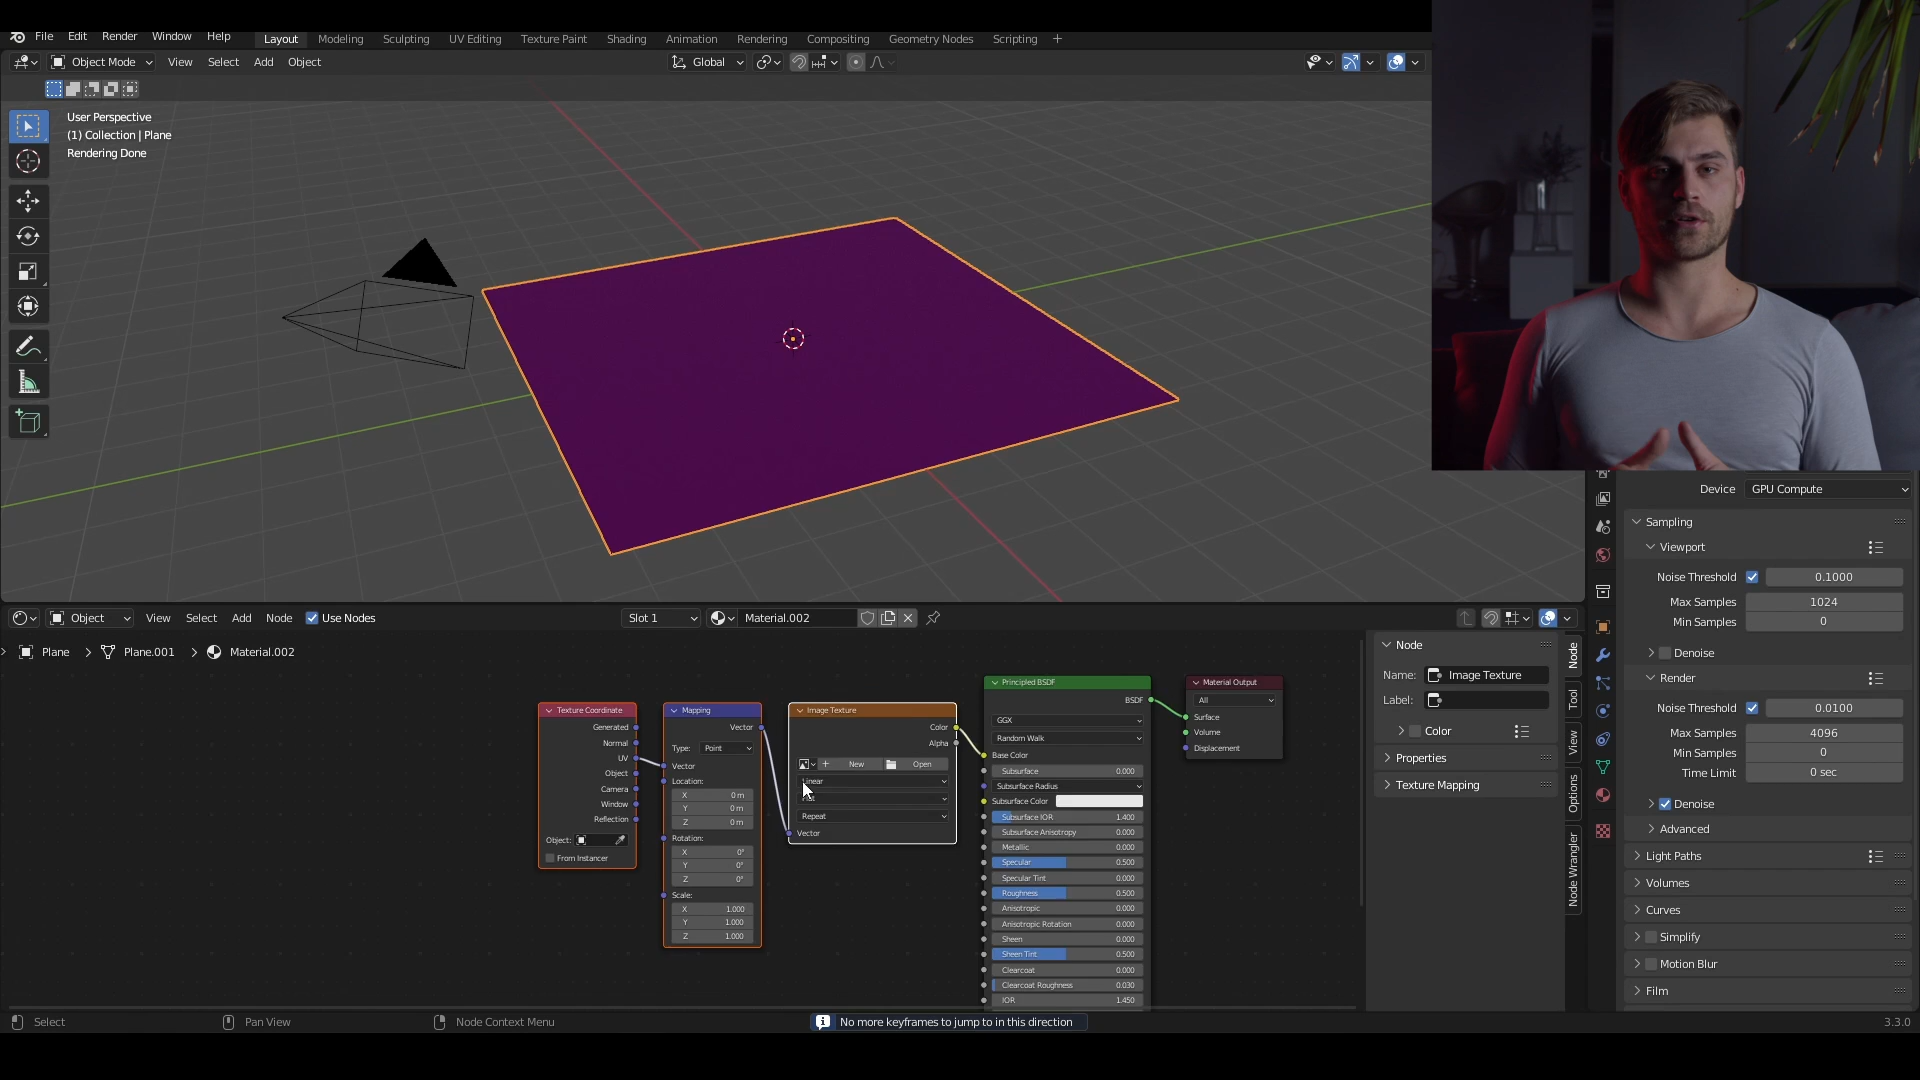 File Edit Render Window Help Layout Modeling Sculpting UV Editing Texture Paint Shading Animation Rendering Compositing Geometry Nodes Scripting +
Object Mode View Select Add Object Global
User Perspective
(1) Collection | Plane
Rendering Done
Device GPU Compute
Sampling
Viewport
Noise Threshold 0.1000
Max Samples 1024
Min Samples 0
Denoise
Render
Noise Threshold 0.0100
Max Samples 4096
Min Samples 0
Time Limit 0 sec
Denoise
Advanced
Light Paths
Volumes
Curves
Simplify
Motion Blur
Film
Object View Select Add Node Use Nodes Slot 1 Material.002
Plane Plane.001 Material.002
Texture Coordinate
Generated
Normal
UV
Object
Camera
Window
Reflection
Object:
From Instancer
Mapping
Vector
Type: Point
Vector
Location:
X 0 m
Y 0 m
Z 0 m
Rotation:
X 0°
Y 0°
Z 0°
Scale:
X 1.000
Y 1.000
Z 1.000
Image Texture
Color
Alpha
New Open
Linear
Repeat
Vector
Principled BSDF
BSDF
GGX
Random Walk
Base Color
Subsurface 0.000
Subsurface Radius
Subsurface Color
Subsurface IOR 1.400
Subsurface Anisotropy 0.000
Metallic 0.000
Specular 0.500
Specular Tint 0.000
Roughness 0.500
Anisotropic 0.000
Anisotropic Rotation 0.000
Sheen 0.000
Sheen Tint 0.500
Clearcoat 0.000
Clearcoat Roughness 0.030
IOR 1.450
Material Output
All
Surface
Volume
Displacement
Node
Name: Image Texture
Label:
Color
Properties
Texture Mapping
Node
Tool
View
Options
Node Wrangler
Select Pan View Node Context Menu No more keyframes to jump to in this direction 3.3.0